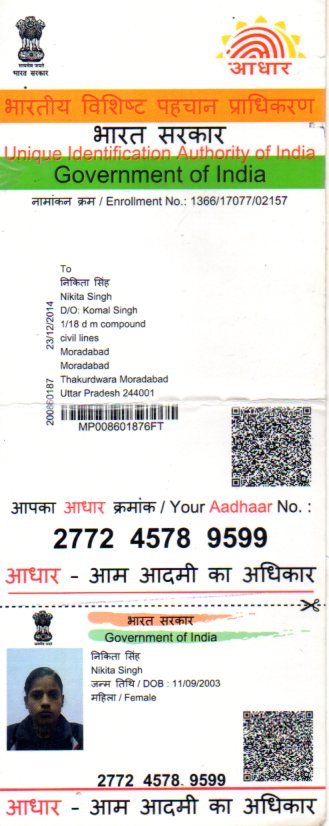 सत्यमेव जयते
भारत सरकार
आधार
भारतीय विशिष्ट पहचान प्राधिकरण
भारत सरकार
Unique Identification Authority of India
Government of India
नामांकन क्रम / Enrollment No.: 1366/17077/02157
To
निकिता सिंह
Nikita Singh
D/O: Komal Singh
1/18 d m compound
civil lines
Moradabad
Moradabad
Thakurdwara Moradabad
Uttar Pradesh 244001
23/12/2014
MP008601876FT
आपका आधार क्रमांक / Your Aadhaar No. :
2772 4578 9599
आधार - आम आदमी का अधिकार
भारत सरकार
Government of India
निकिता सिंह
Nikita Singh
जन्म तिथि / DOB : 11/09/2003
महिला / Female
2772 4578 9599
आधार - आम आदमी का अधिकार